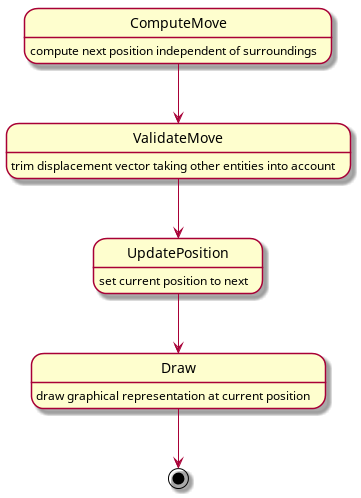 ComputeMove
compute next position independent of surroundings
ValidateMove
trim displacement vector taking other entities into account
UpdatePosition
set current position to next
Draw
draw graphical representation at current position